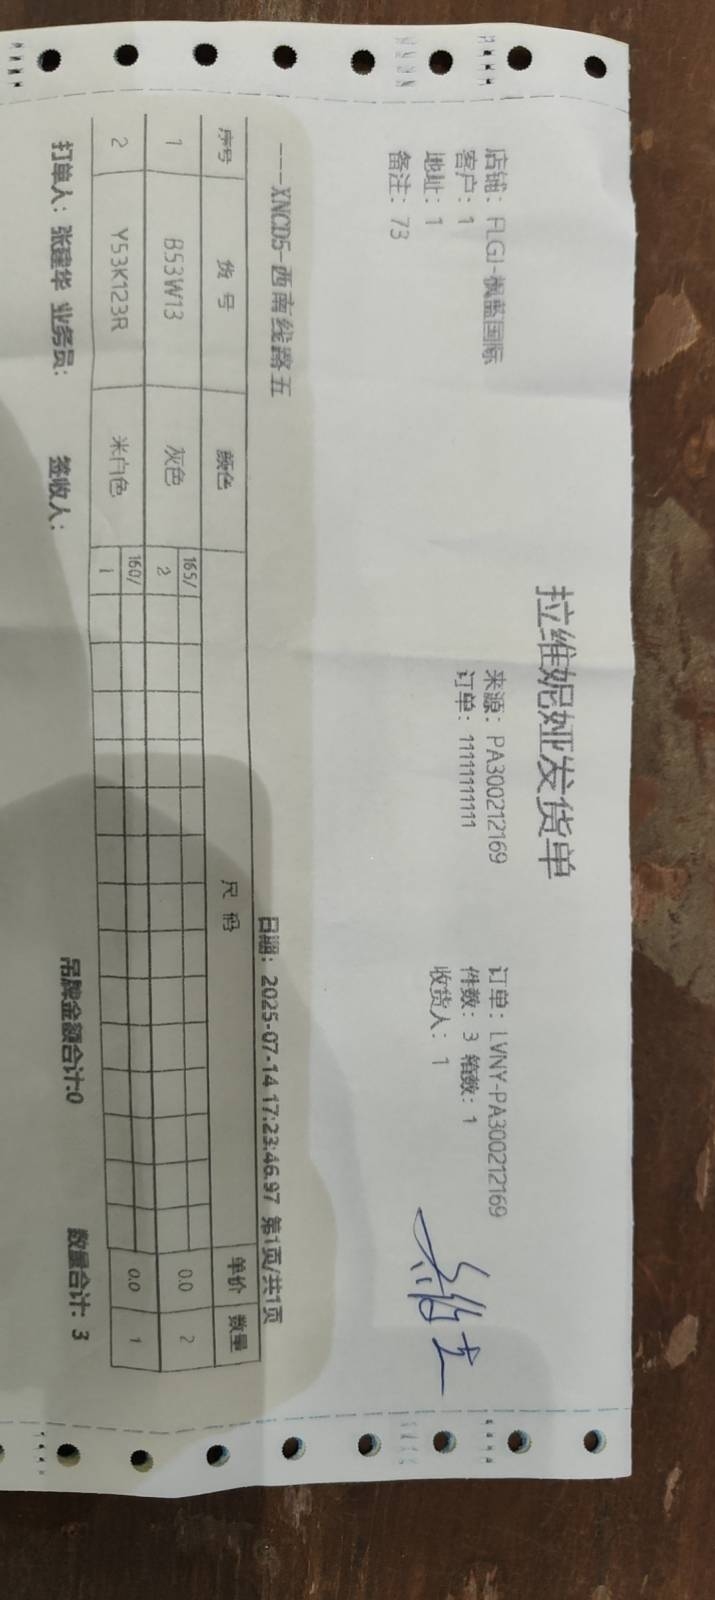 拉维妮娅发货单
店铺：FLGJ-枫蓝国际 来源：PA300212169 订单：LVNY-PA300212169
客户：1 订单：11111111111 件数：3 箱数：1
地址：1 收货人：1
备注：73
---XNCD5-西南线路五 日期：2025-07-14 17:23:46.97 第1页/共1页
序号 货号 颜色 尺码 单价 数量
1 B53W13 灰色 165/ 0.0 2
2
2 Y53K123R 米白色 160/ 0.0 1
1
打单人：张建华 业务员： 签收人： 吊牌金额合计:0 数量合计：3